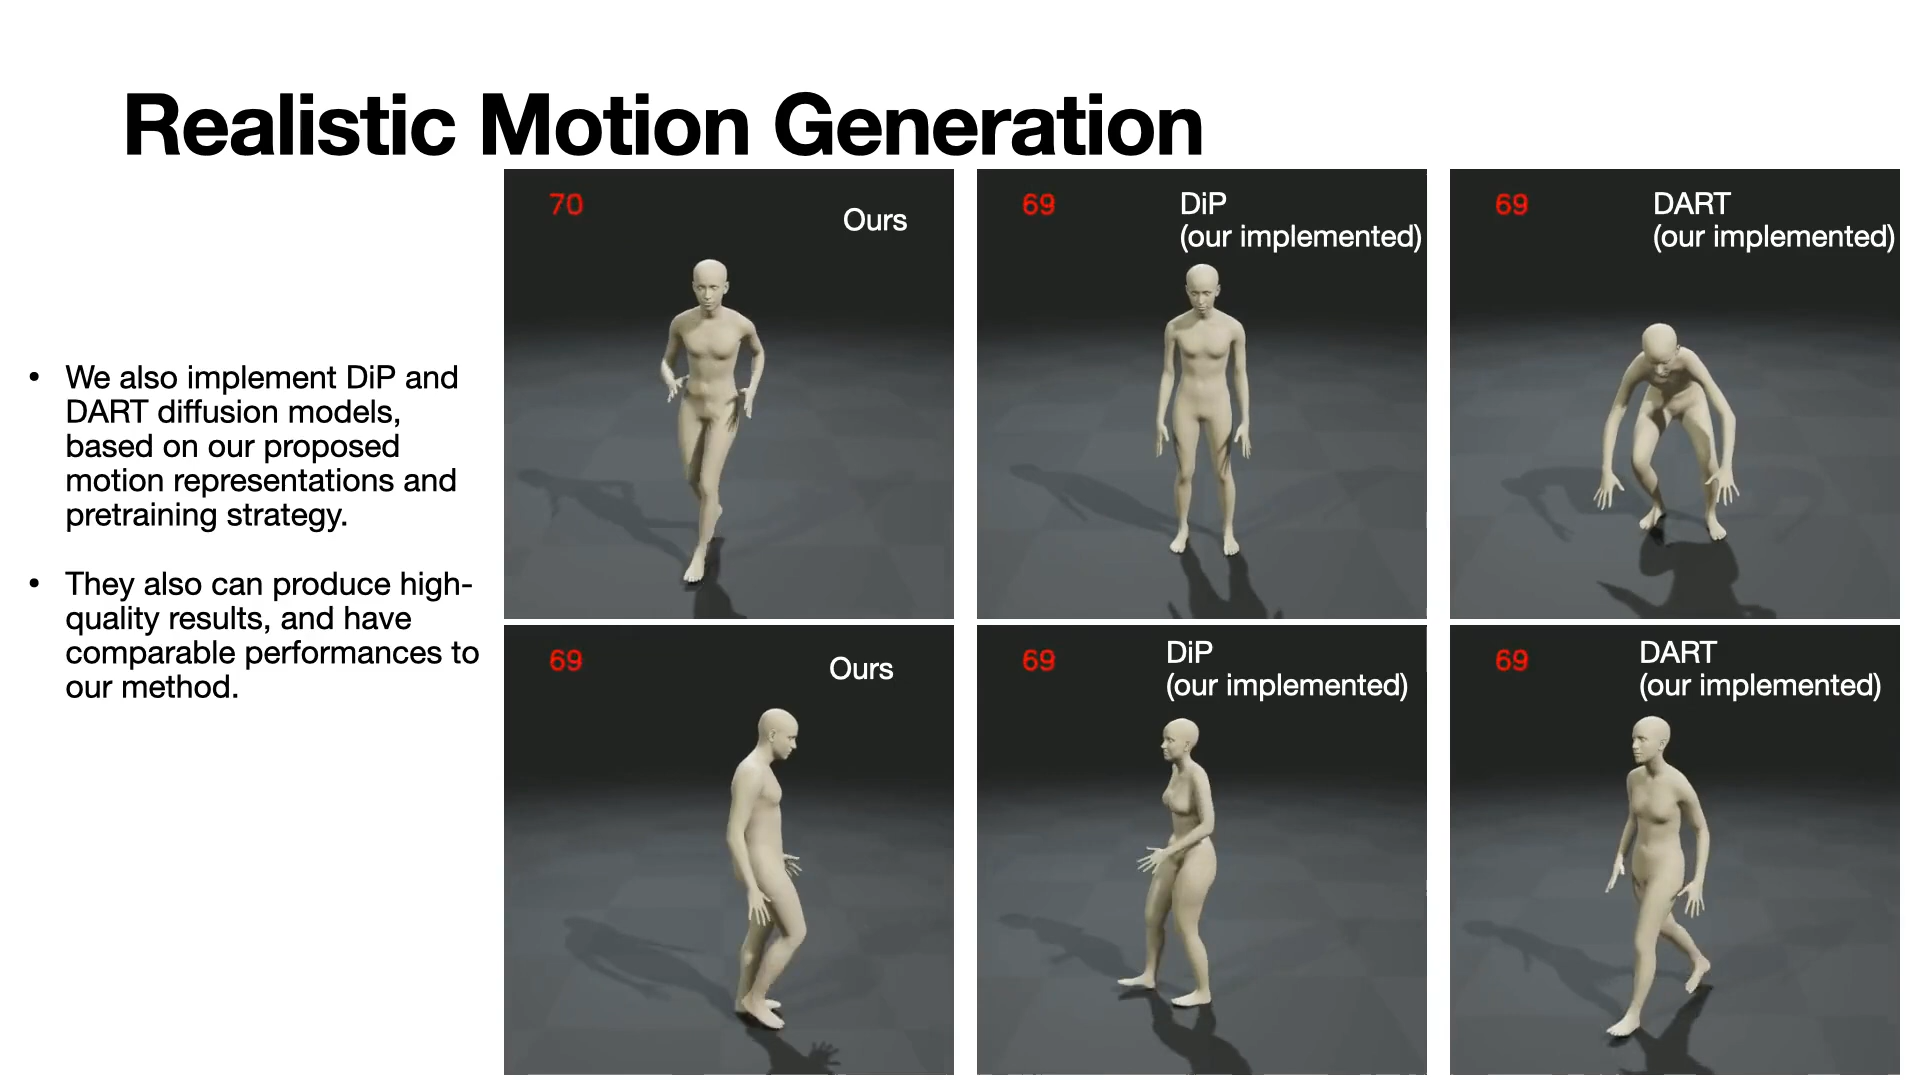 Realistic Motion Generation
• We also implement DiP and
DART diffusion models,
based on our proposed
motion representations and
pretraining strategy.
• They also can produce high-
quality results, and have
comparable performances to
our method.
70
Ours
69
DiP
(our implemented)
69
DART
(our implemented)
69
Ours
69
DiP
(our implemented)
69
DART
(our implemented)